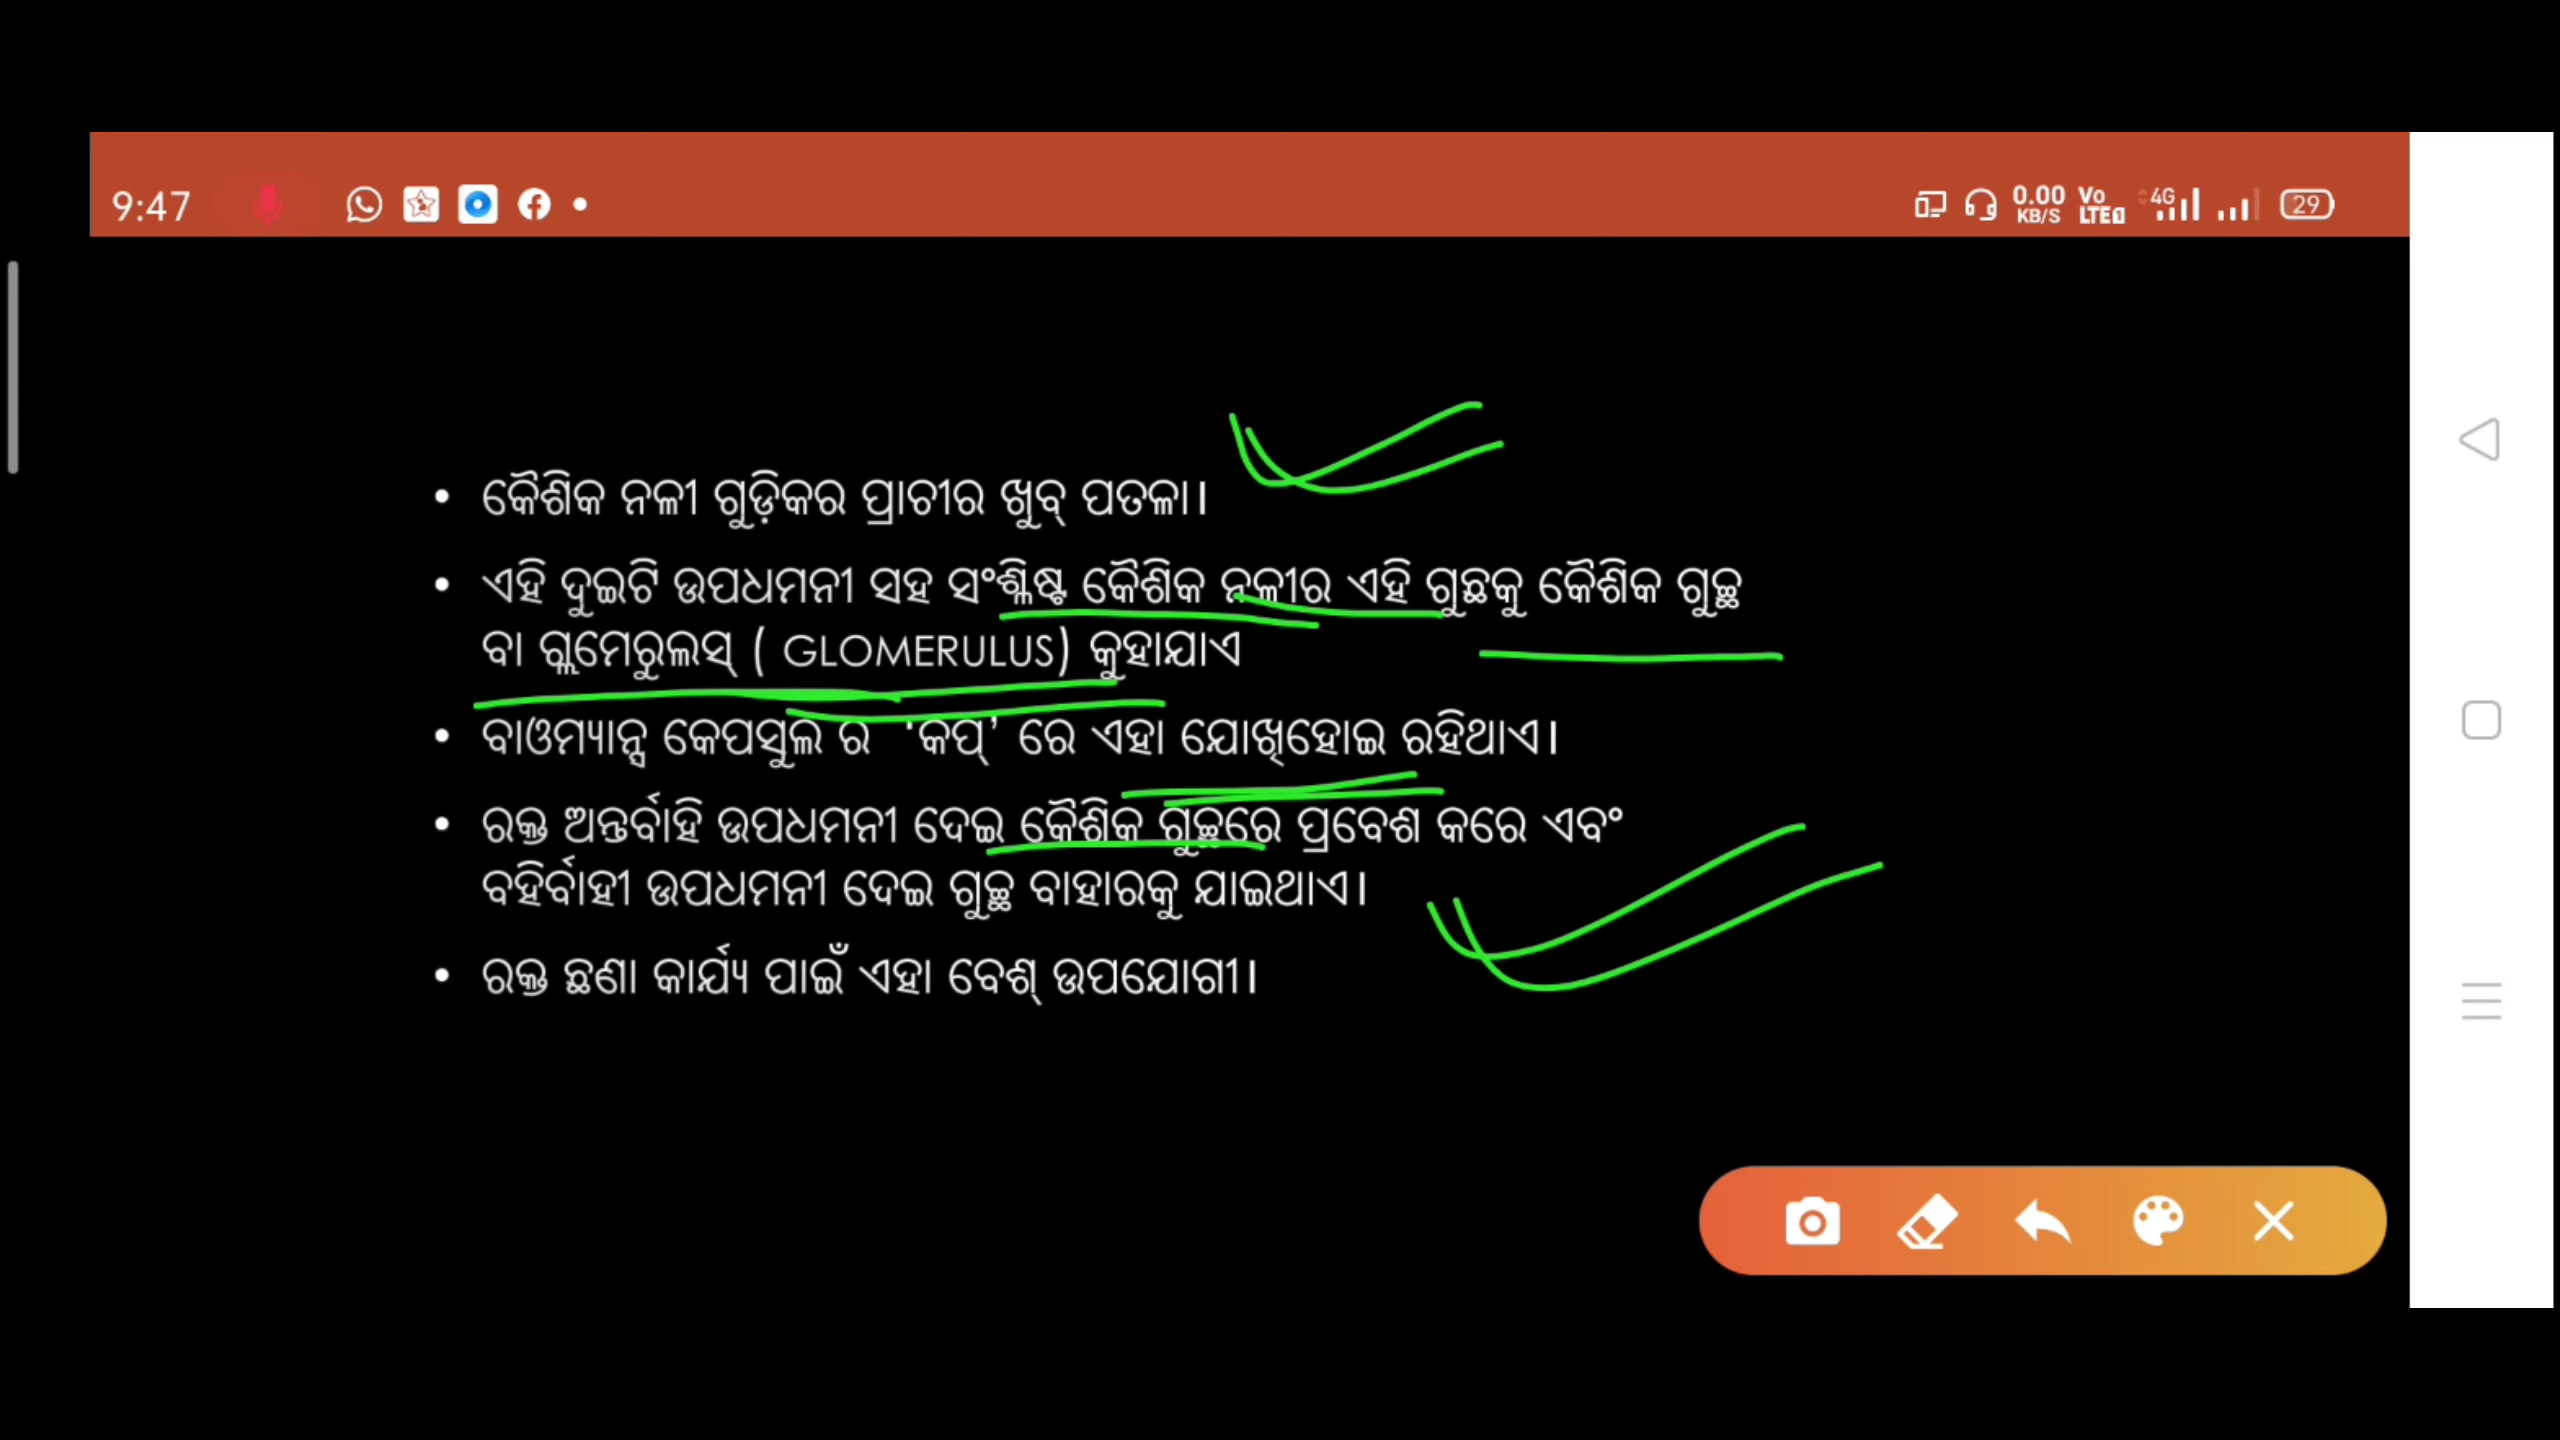 9:47
0.00 KB/S Vo LTE1 4G 29
• କୈଶିକ ନଳୀ ଗୁଡ଼ିକର ପ୍ରାଚୀର ଖୁବ୍ ପତଳା।
• ଏହି ଦୁଇଟି ଉପଧମନୀ ସହ ସଂଶ୍ଳିଷ୍ଟ କୈଶିକ ନଳୀର ଏହି ଗୁଛକୁ କୈଶିକ ଗୁଚ୍ଛ
ବା ଗ୍ଲୋମେରୁଲସ୍ ( GLOMERULUS) କୁହାଯାଏ
• ବାଓମ୍ୟାନ୍ସ କେପସୁଲ ର 'କପ୍' ରେ ଏହା ଯୋଖିହୋଇ ରହିଥାଏ।
• ରକ୍ତ ଅନ୍ତର୍ବାହି ଉପଧମନୀ ଦେଇ କୈଶିକ ଗୁଚ୍ଛରେ ପ୍ରବେଶ କରେ ଏବଂ
ବହିର୍ବାହୀ ଉପଧମନୀ ଦେଇ ଗୁଚ୍ଛ ବାହାରକୁ ଯାଇଥାଏ।
• ରକ୍ତ ଛଣା କାର୍ଯ୍ୟ ପାଇଁ ଏହା ବେଶ୍ ଉପଯୋଗୀ।